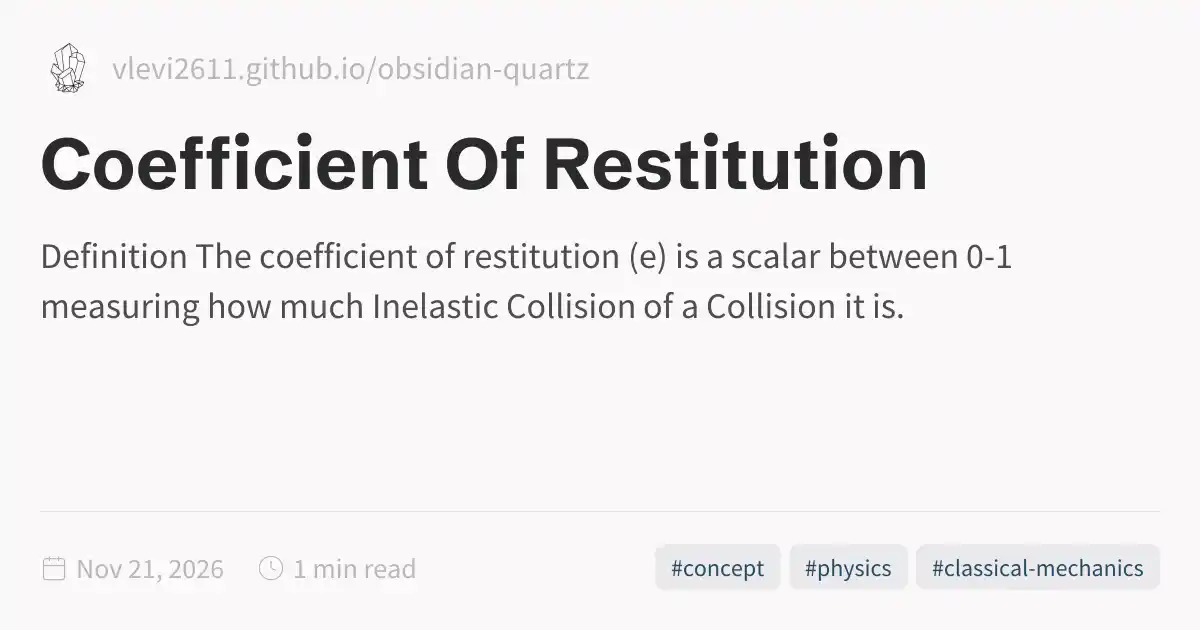 vlevi2611.github.io/obsidian-quartz
Coefficient Of Restitution
Definition The coefficient of restitution (e) is a scalar between 0-1
measuring how much Inelastic Collision of a Collision it is.
Nov 21, 2026 1 min read #concept #physics #classical-mechanics